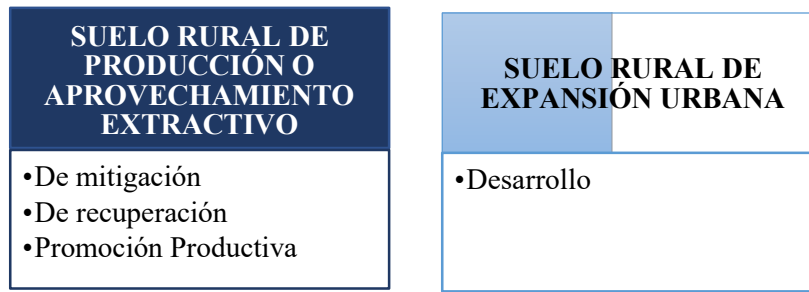 SUELO RURAL DE
PRODUCCIÓN O
APROVECHAMIENTO
EXTRACTIVO
•De mitigación
•De recuperación
•Promoción Productiva
SUELO RURAL DE
EXPANSIÓN URBANA
•Desarrollo